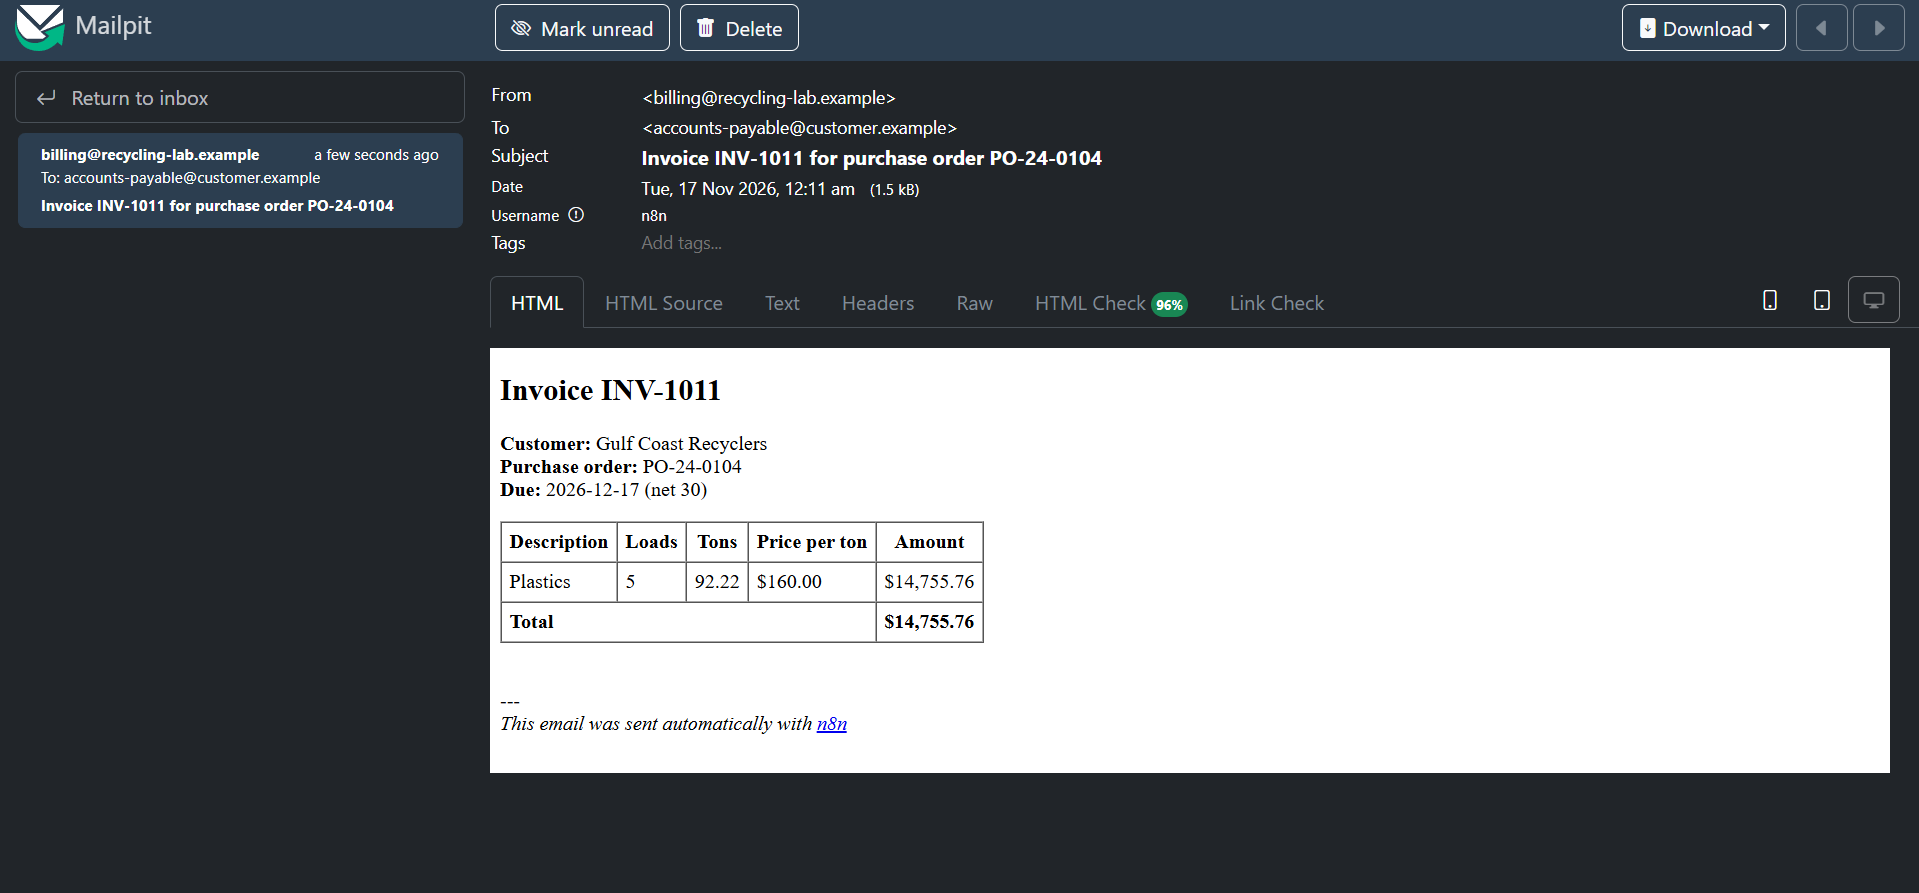 Mailpit
Mark unread
Delete
Download
Return to inbox
billing@recycling-lab.example a few seconds ago
To: accounts-payable@customer.example
Invoice INV-1011 for purchase order PO-24-0104
From <billing@recycling-lab.example>
To <accounts-payable@customer.example>
Subject Invoice INV-1011 for purchase order PO-24-0104
Date Tue, 17 Nov 2026, 12:11 am (1.5 kB)
Username n8n
Tags Add tags...
HTML HTML Source Text Headers Raw HTML Check 96% Link Check
Invoice INV-1011
Customer: Gulf Coast Recyclers
Purchase order: PO-24-0104
Due: 2026-12-17 (net 30)
Description Loads Tons Price per ton Amount
Plastics 5 92.22 $160.00 $14,755.76
Total $14,755.76
---
This email was sent automatically with n8n